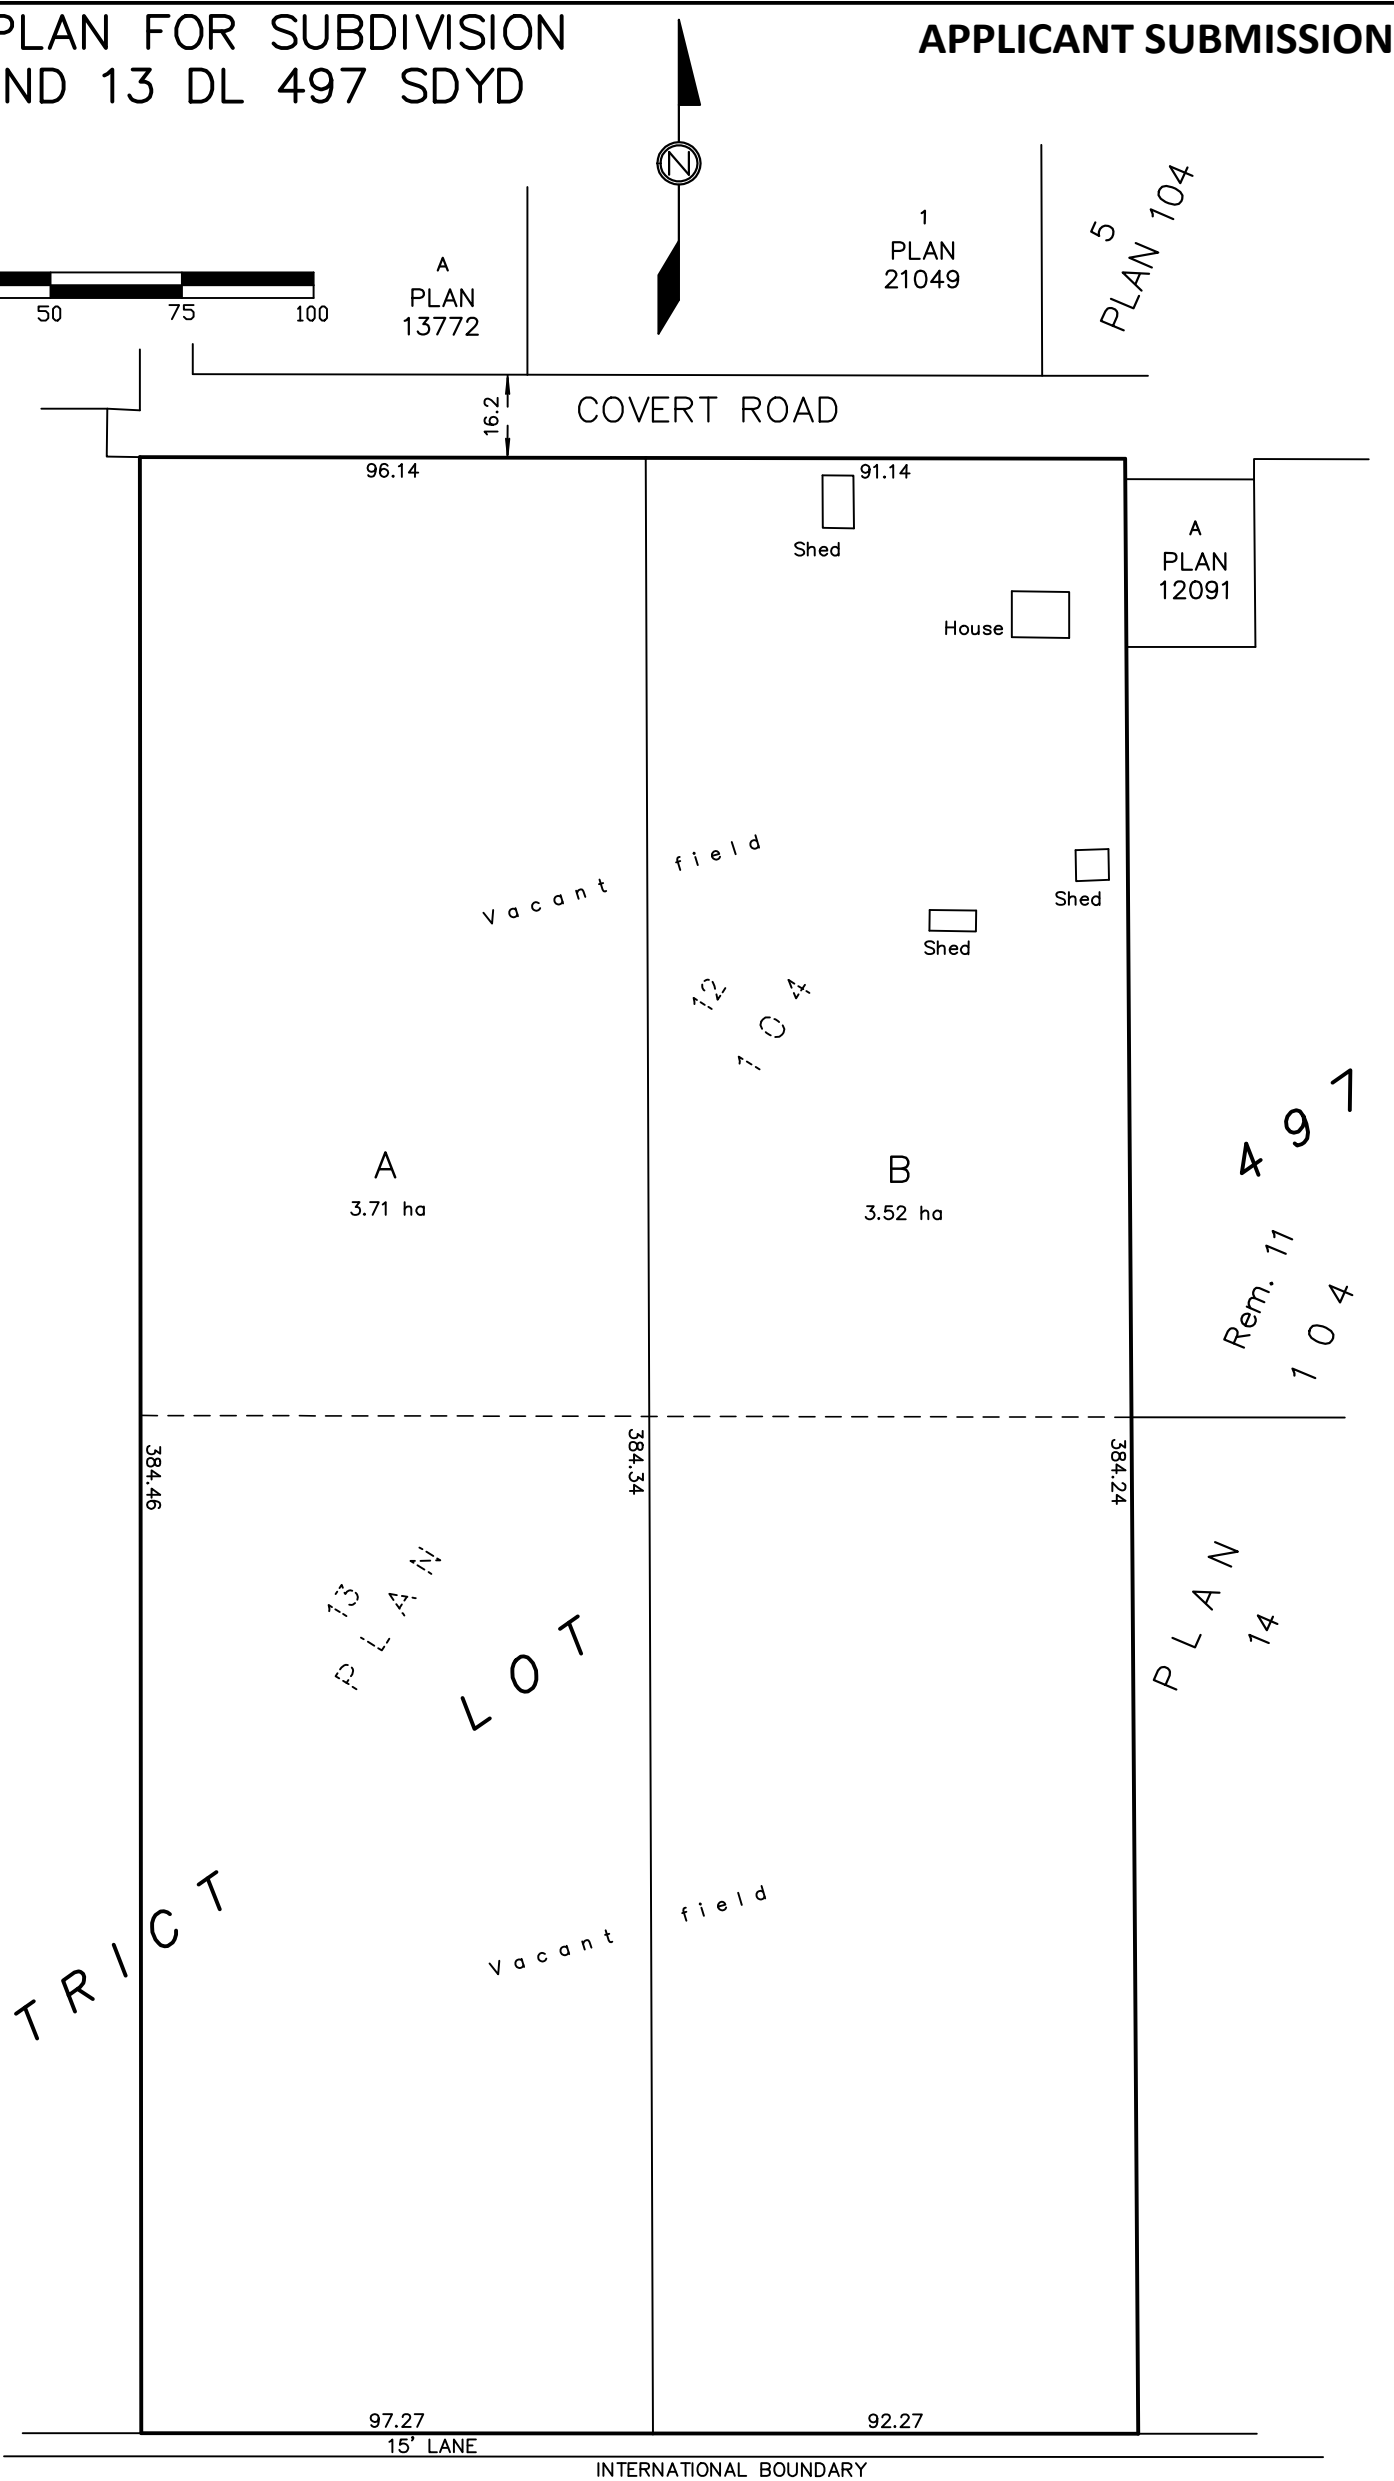 PLAN FOR SUBDIVISION
ND 13 DL 497 SDYD
APPLICANT SUBMISSION
N
50 75 100
A
PLAN
13772
1
PLAN
21049
5
PLAN 104
16.2
COVERT ROAD
96.14
91.14
Shed
House
A
PLAN
12091
Vacant field
Shed
Shed
12
104
A
3.71 ha
B
3.52 ha
497
Rem. 11
104
384.46
384.34
384.24
13
PLAN
LOT
PLAN
14
TRICT
Vacant field
97.27
92.27
15' LANE
INTERNATIONAL BOUNDARY